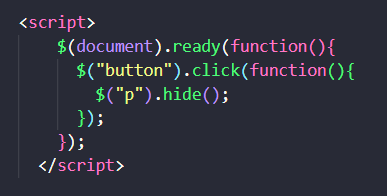 <script>
$(document).ready(function(){
$("button").click(function(){
$("p").hide();
});
});
</script>